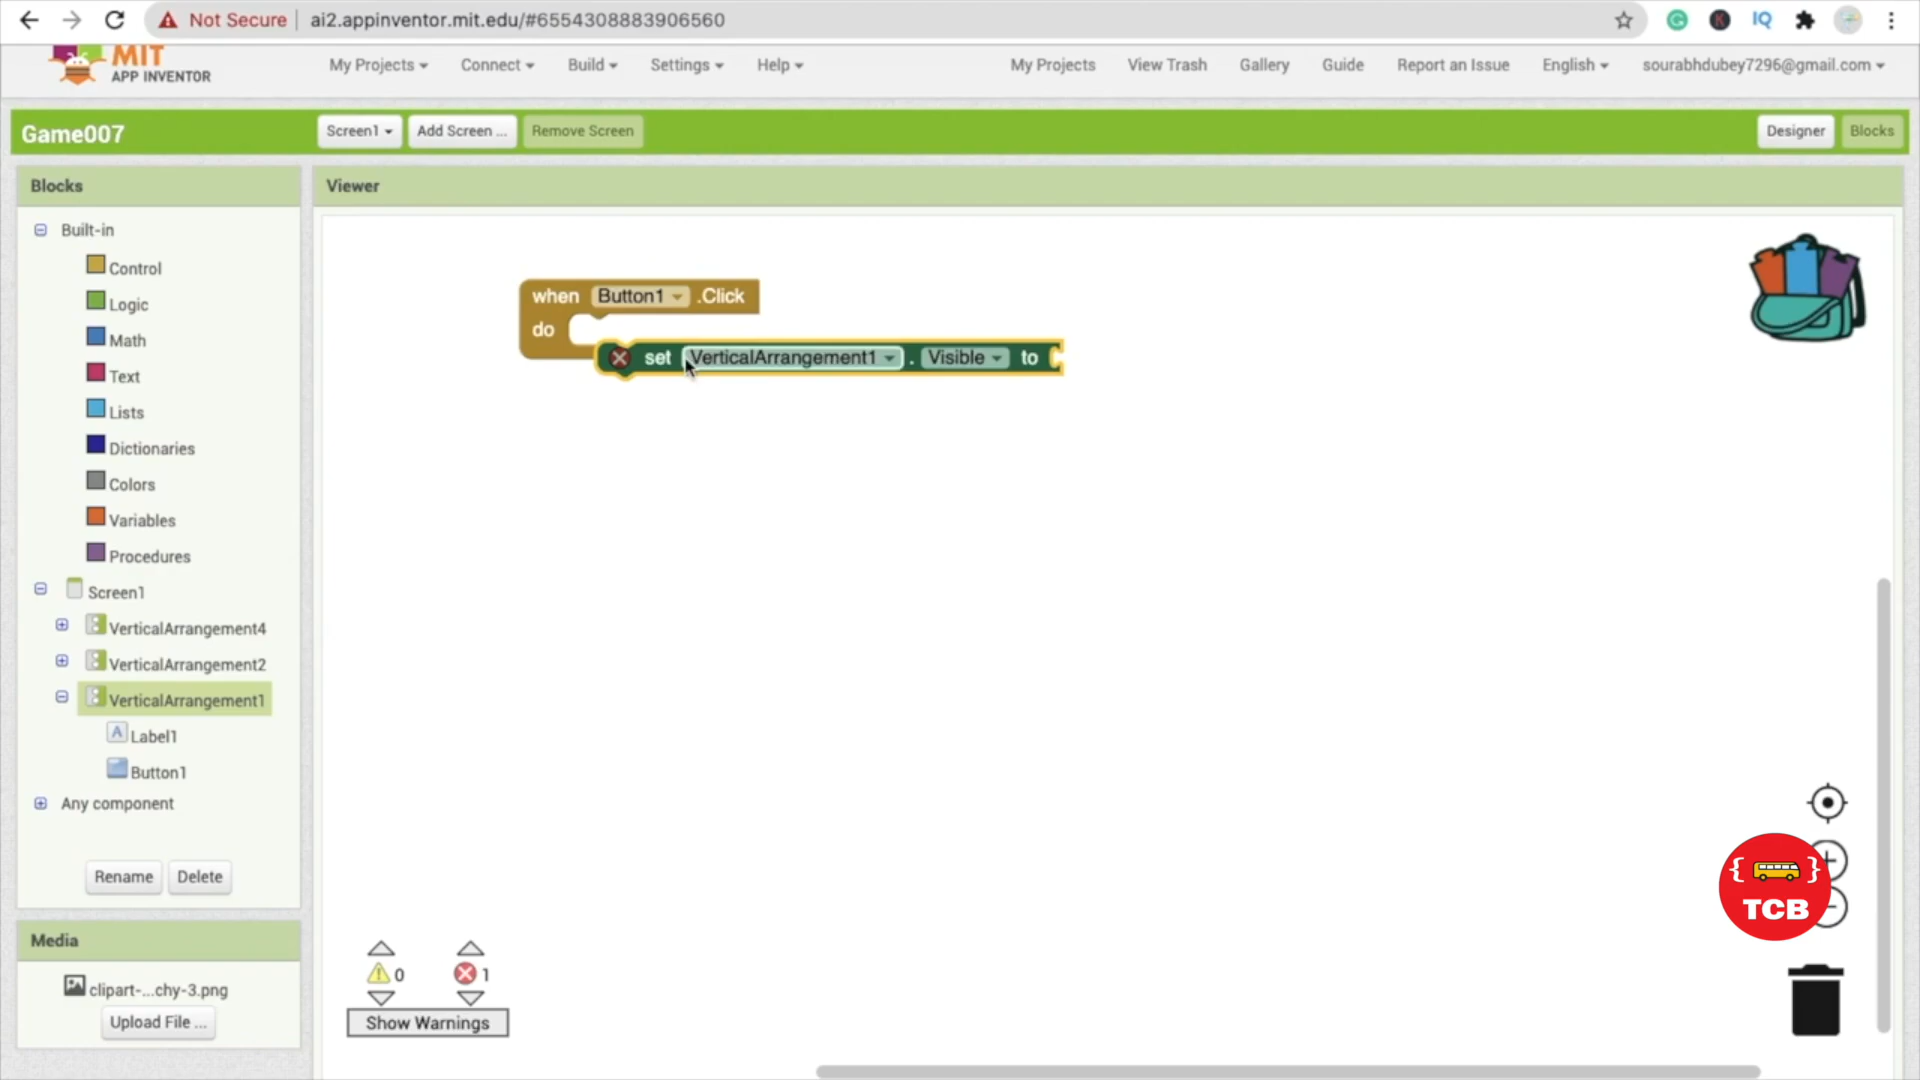 Not Secure
ai2.appinventor.mit.edu/#6554308883906560
IQ
MIT
APP INVENTOR
My Projects
Connect
Build
Settings
Help
My Projects
View Trash
Gallery
Guide
Report an Issue
English
sourabhdubey7296@gmail.com
Game007
Screen1
Add Screen ...
Remove Screen
Designer
Blocks
Blocks
Viewer
Built-in
Control
Logic
Math
Text
Lists
Dictionaries
Colors
Variables
Procedures
Screen1
VerticalArrangement4
VerticalArrangement2
VerticalArrangement1
A Label1
Button1
Any component
Rename
Delete
Media
clipart-...chy-3.png
Upload File ...
when Button1 .Click
do
set VerticalArrangement1 . Visible to
0
1
Show Warnings
{ }
TCB